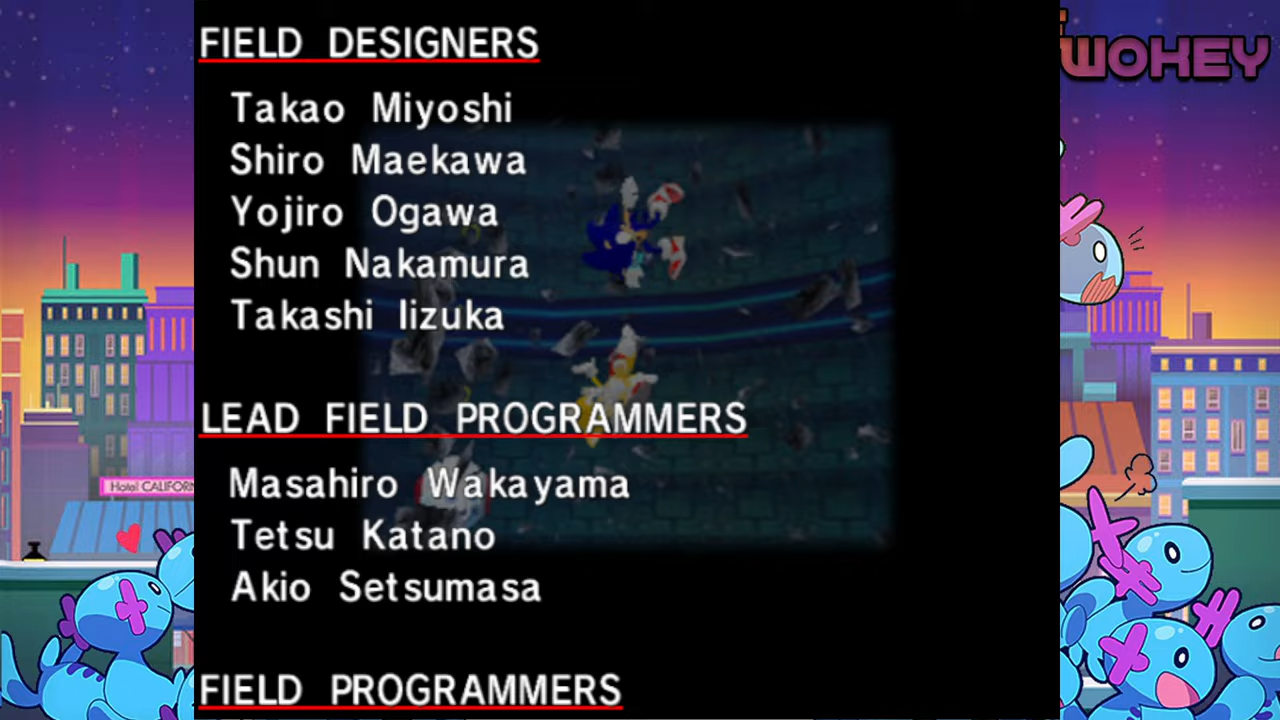 FIELD DESIGNERS
Takao Miyoshi
Shiro Maekawa
Yojiro Ogawa
Shun Nakamura
Takashi Iizuka
LEAD FIELD PROGRAMMERS
Masahiro Wakayama
Tetsu Katano
Akio Setsumasa
FIELD PROGRAMMERS
WOHEY
Hotel CALIFORN